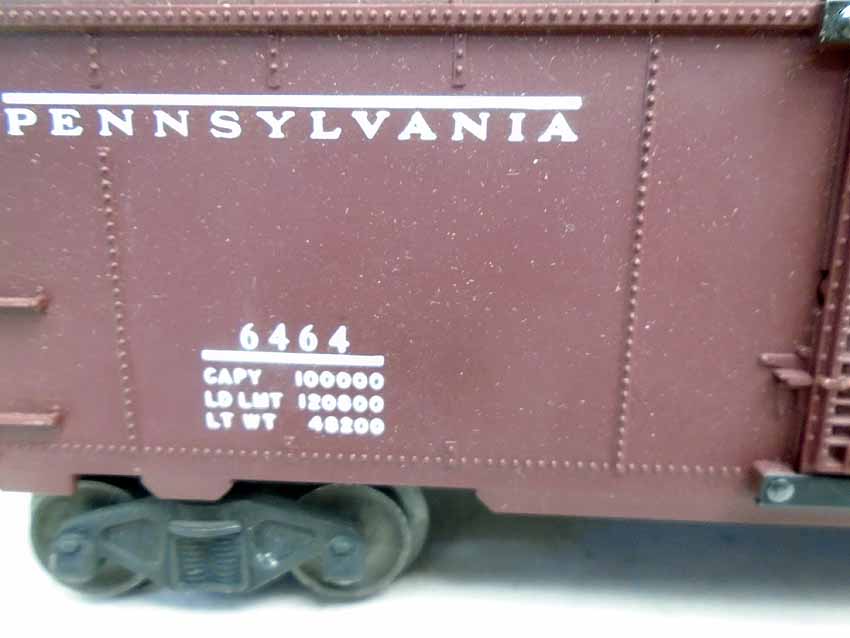 PENNSYLVANIA
6464
CAPY 100000
LD LMT 120800
LT WT 48200